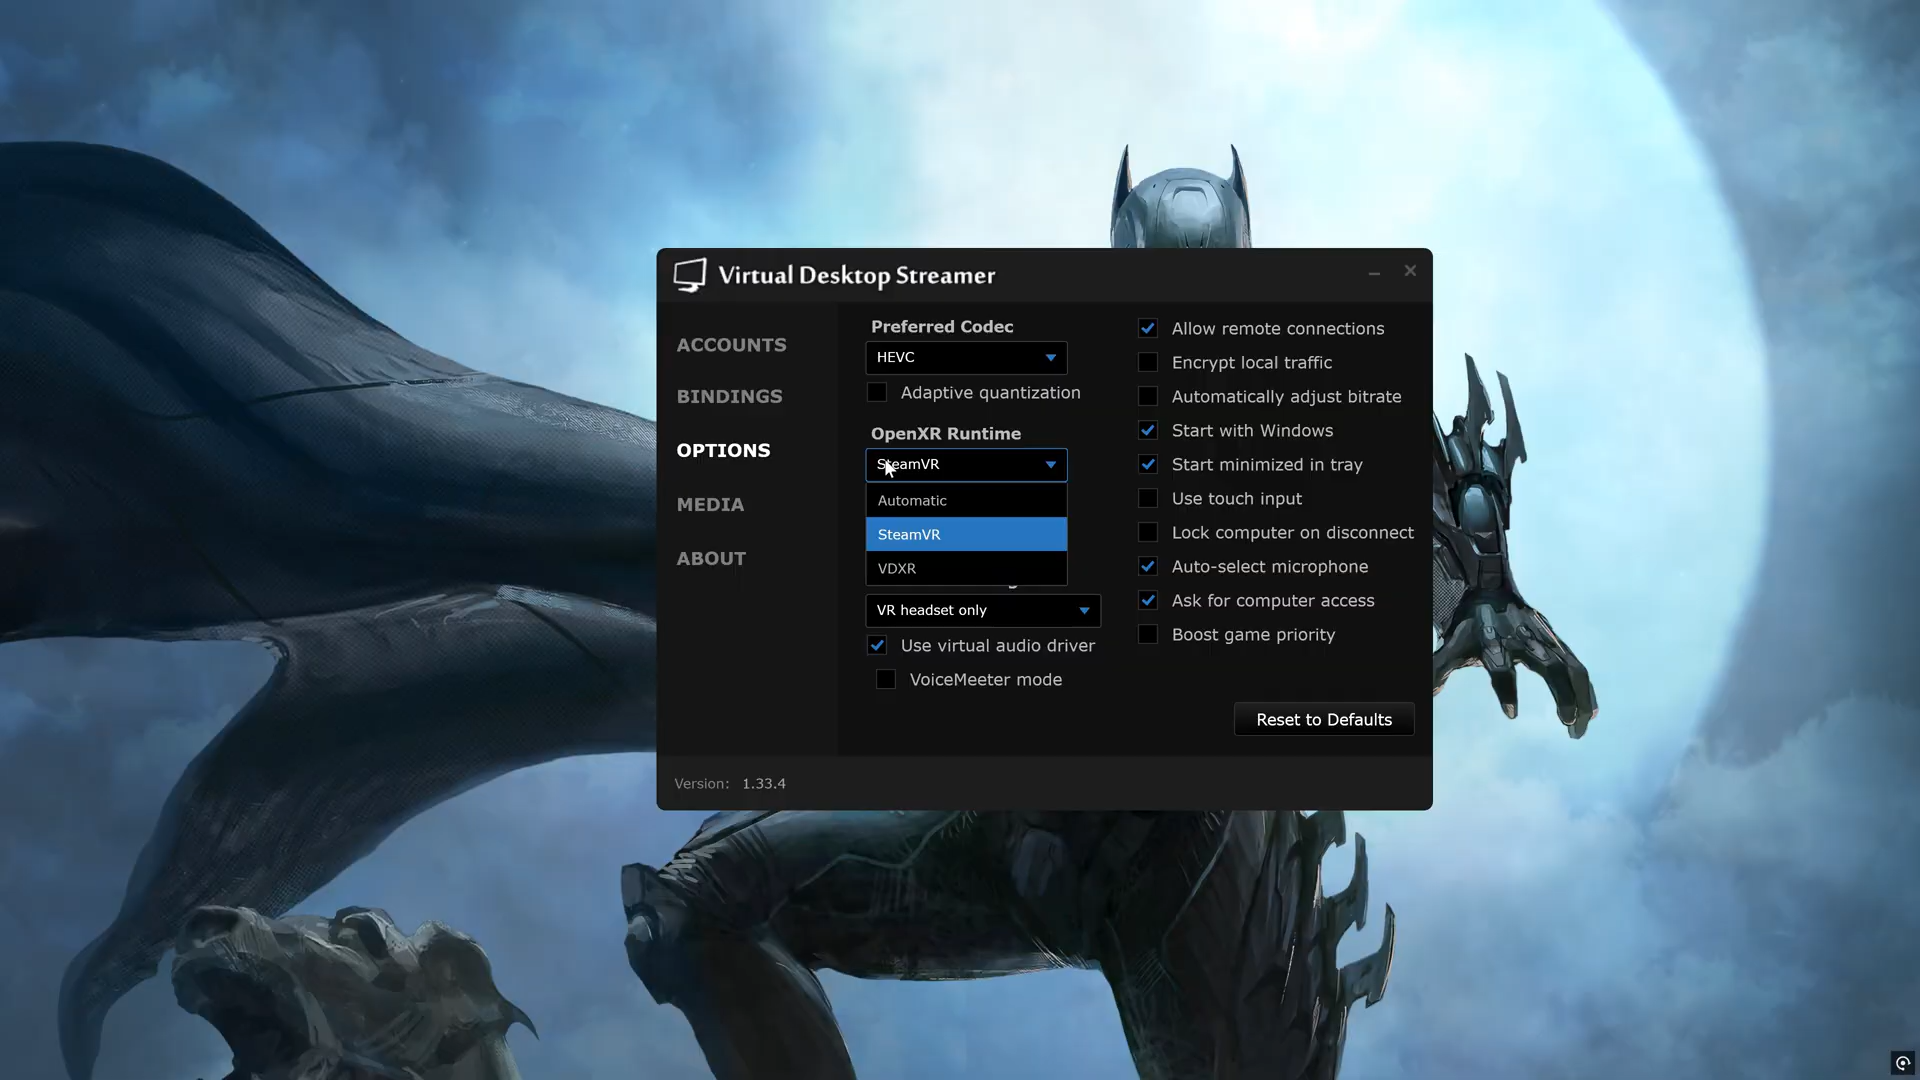 Virtual Desktop Streamer
ACCOUNTS
BINDINGS
OPTIONS
MEDIA
ABOUT
Preferred Codec
HEVC
Adaptive quantization
OpenXR Runtime
SteamVR
Automatic
SteamVR
VDXR
VR headset only
Use virtual audio driver
VoiceMeeter mode
Allow remote connections
Encrypt local traffic
Automatically adjust bitrate
Start with Windows
Start minimized in tray
Use touch input
Lock computer on disconnect
Auto-select microphone
Ask for computer access
Boost game priority
Reset to Defaults
Version: 1.33.4